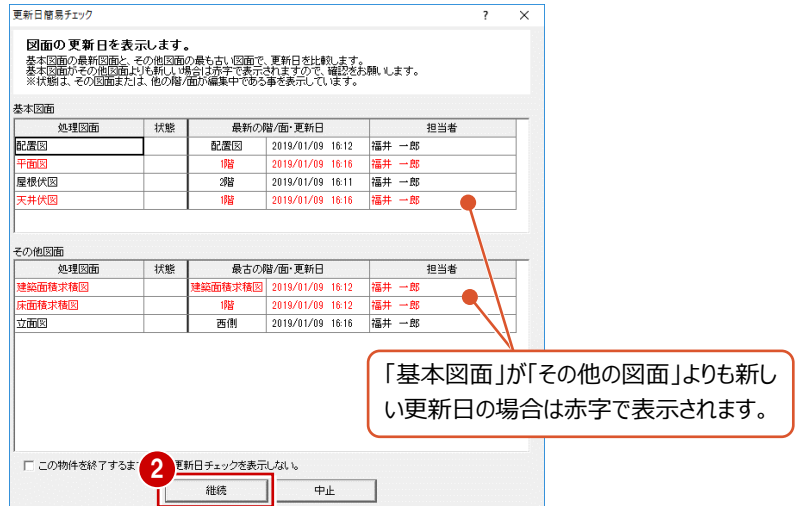 更新日簡易チェック ? ×
図面の更新日を表示します。
基本図面の最新図面と、その他図面の最も古い図面で、更新日を比較します。
基本図面がその他図面よりも新しい場合は赤字で表示されますので、確認をお願いします。
※状態は、その図面または、他の階/面が編集中である事を表示しています。
基本図面
処理図面 状態 最新の階/面・更新日 担当者
配置図 配置図 2019/01/09 16:12 福井 一郎
平面図 1階 2019/01/09 16:16 福井 一郎
屋根伏図 2階 2019/01/09 16:11 福井 一郎
天井伏図 1階 2019/01/09 16:16 福井 一郎
その他図面
処理図面 状態 最古の階/面・更新日 担当者
建築面積求積図 建築面積求積図 2019/01/09 16:12 福井 一郎
床面積求積図 1階 2019/01/09 16:12 福井 一郎
立面図 西側 2019/01/09 16:16 福井 一郎
「基本図面」が「その他の図面」よりも新し
い更新日の場合は赤字で表示されます。
この物件を終了するま 更新日チェックを表示しない。
2
継続 中止